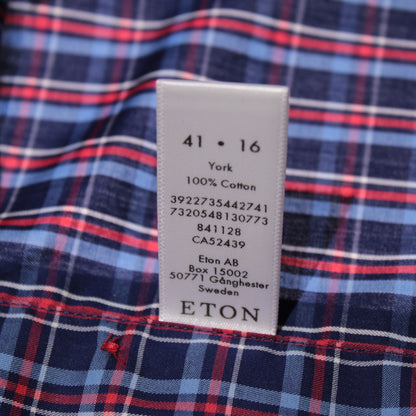 41 • 16
York
100% Cotton
3922735442741
7320548130773
841128
CA52439
Eton AB
Box 15002
50771 Gånghester
Sweden
ETON